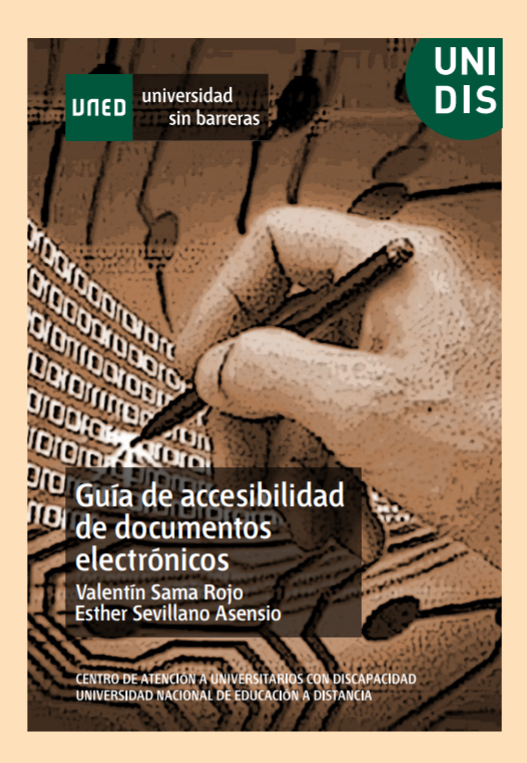 UNED
universidad
sin barreras
UNI
DIS
Guía de accesibilidad
de documentos
electrónicos
Valentín Sama Rojo
Esther Sevillano Asensio
CENTRO DE ATENCIÓN A UNIVERSITARIOS CON DISCAPACIDAD
UNIVERSIDAD NACIONAL DE EDUCACIÓN A DISTANCIA